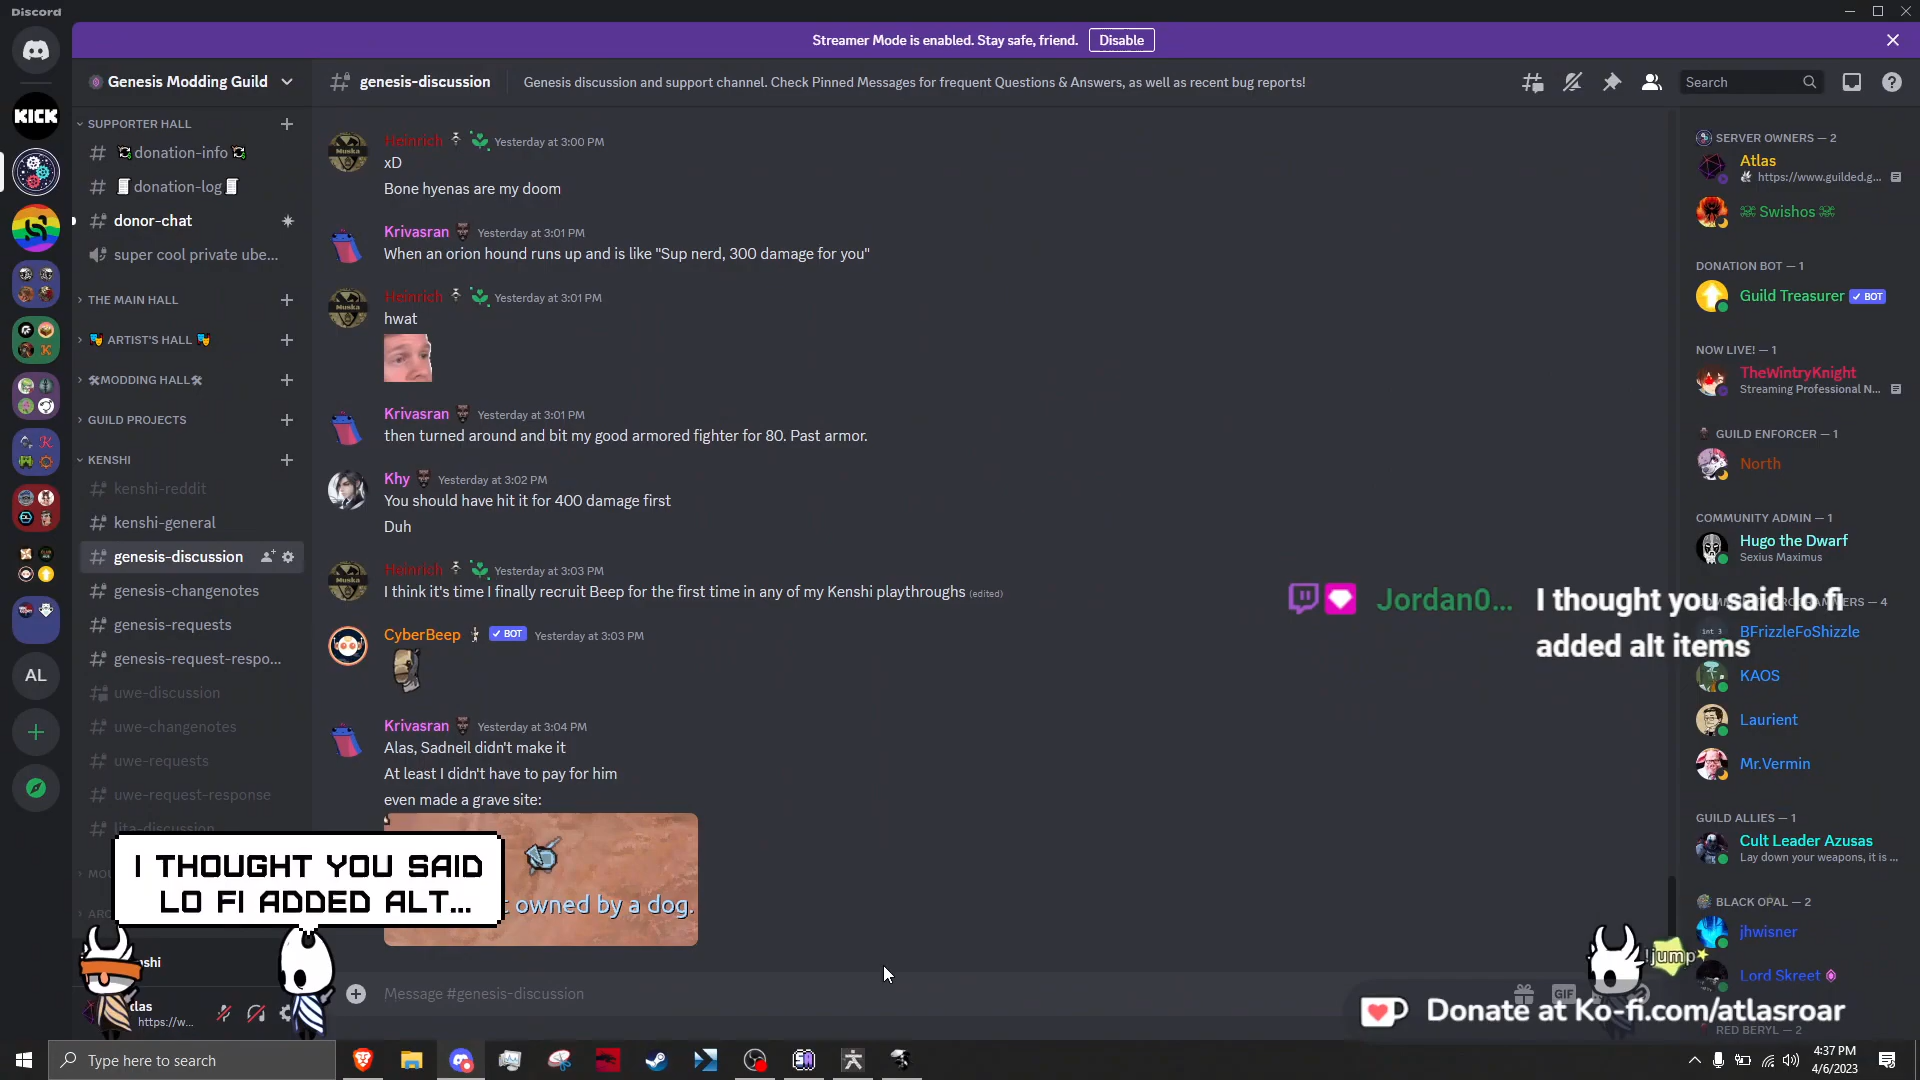 Discord
Streamer Mode is enabled. Stay safe, friend.
Disable
Genesis Modding Guild
genesis-discussion
Genesis discussion and support channel. Check Pinned Messages for frequent Questions & Answers, as well as recent bug reports!
Search
KICK
AL
SUPPORTER HALL
donation-info
donation-log
donor-chat
super cool private ube...
THE MAIN HALL
ARTIST'S HALL
MODDING HALL
GUILD PROJECTS
KENSHI
kenshi-reddit
kenshi-general
genesis-discussion
genesis-changenotes
genesis-requests
genesis-request-respo...
uwe-discussion
uwe-changenotes
uwe-requests
uwe-request-response
lita-discussion
I THOUGHT YOU SAID
LO FI ADDED ALT...
https://w...
Heinrich Yesterday at 3:00 PM
xD
Bone hyenas are my doom
Krivasran Yesterday at 3:01 PM
When an orion hound runs up and is like "Sup nerd, 300 damage for you"
Heinrich Yesterday at 3:01 PM
hwat
Krivasran Yesterday at 3:01 PM
then turned around and bit my good armored fighter for 80. Past armor.
Khy Yesterday at 3:02 PM
You should have hit it for 400 damage first
Duh
Heinrich Yesterday at 3:03 PM
I think it's time I finally recruit Beep for the first time in any of my Kenshi playthroughs (edited)
CyberBeep BOT Yesterday at 3:03 PM
Krivasran Yesterday at 3:04 PM
Alas, Sadneil didn't make it
At least I didn't have to pay for him
even made a grave site:
owned by a dog.
Message #genesis-discussion
GIF
Jordan0... I thought you said lo fi
added alt items
SERVER OWNERS — 2
Atlas
https://www.guilded.g...
Swishos
DONATION BOT — 1
Guild Treasurer BOT
NOW LIVE! — 1
TheWintryKnight
Streaming Professional N...
GUILD ENFORCER — 1
North
COMMUNITY ADMIN — 1
Hugo the Dwarf
Sexius Maximus
BFrizzleFoShizzle
KAOS
Laurient
Mr.Vermin
GUILD ALLIES — 1
Cult Leader Azusas
Lay down your weapons, it is ...
BLACK OPAL — 2
jhwisner
Lord Skreet
!jump
Donate at Ko-fi.com/atlasroar
RED BERYL — 2
Type here to search
4:37 PM
4/6/2023